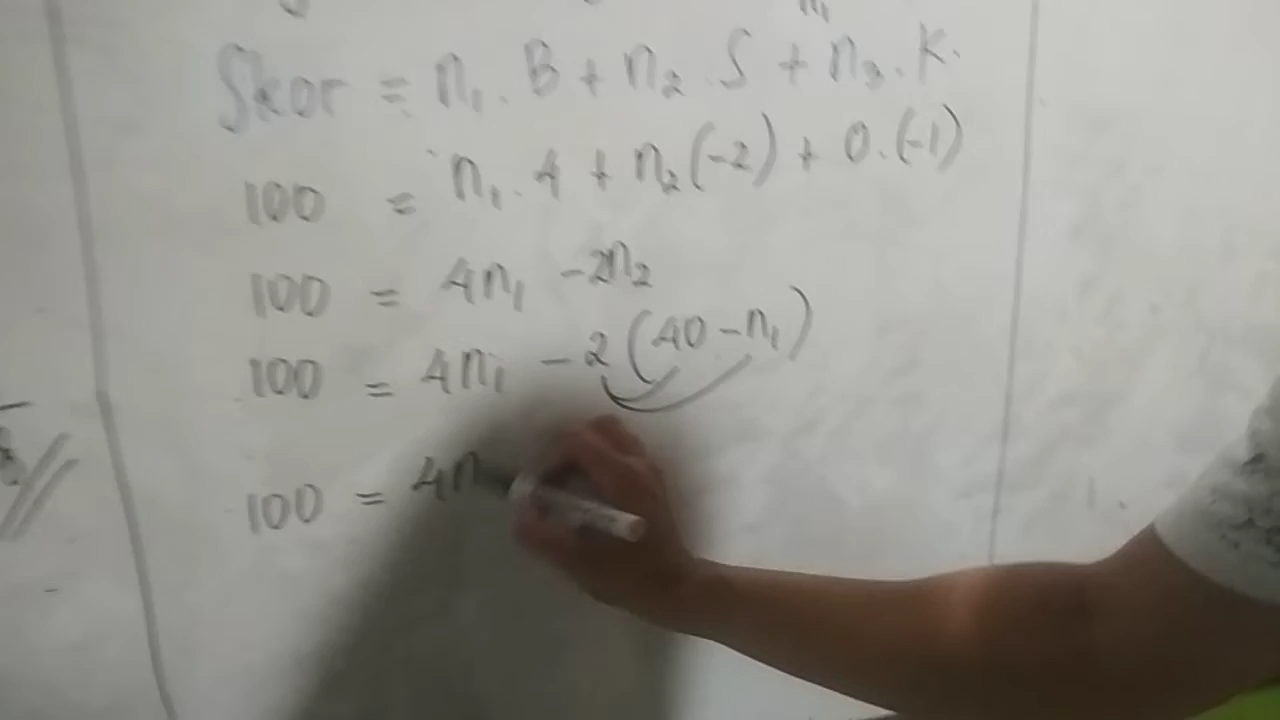 n₁
Skor = n₁. B + n₂ . S + n₃. K.
100 = n₁. 4 + n₂(-2) + 0.(-1)
100 = 4n₁ -2n₂
100 = 4n₁ - 2(40 - n₁)
100 = 4n